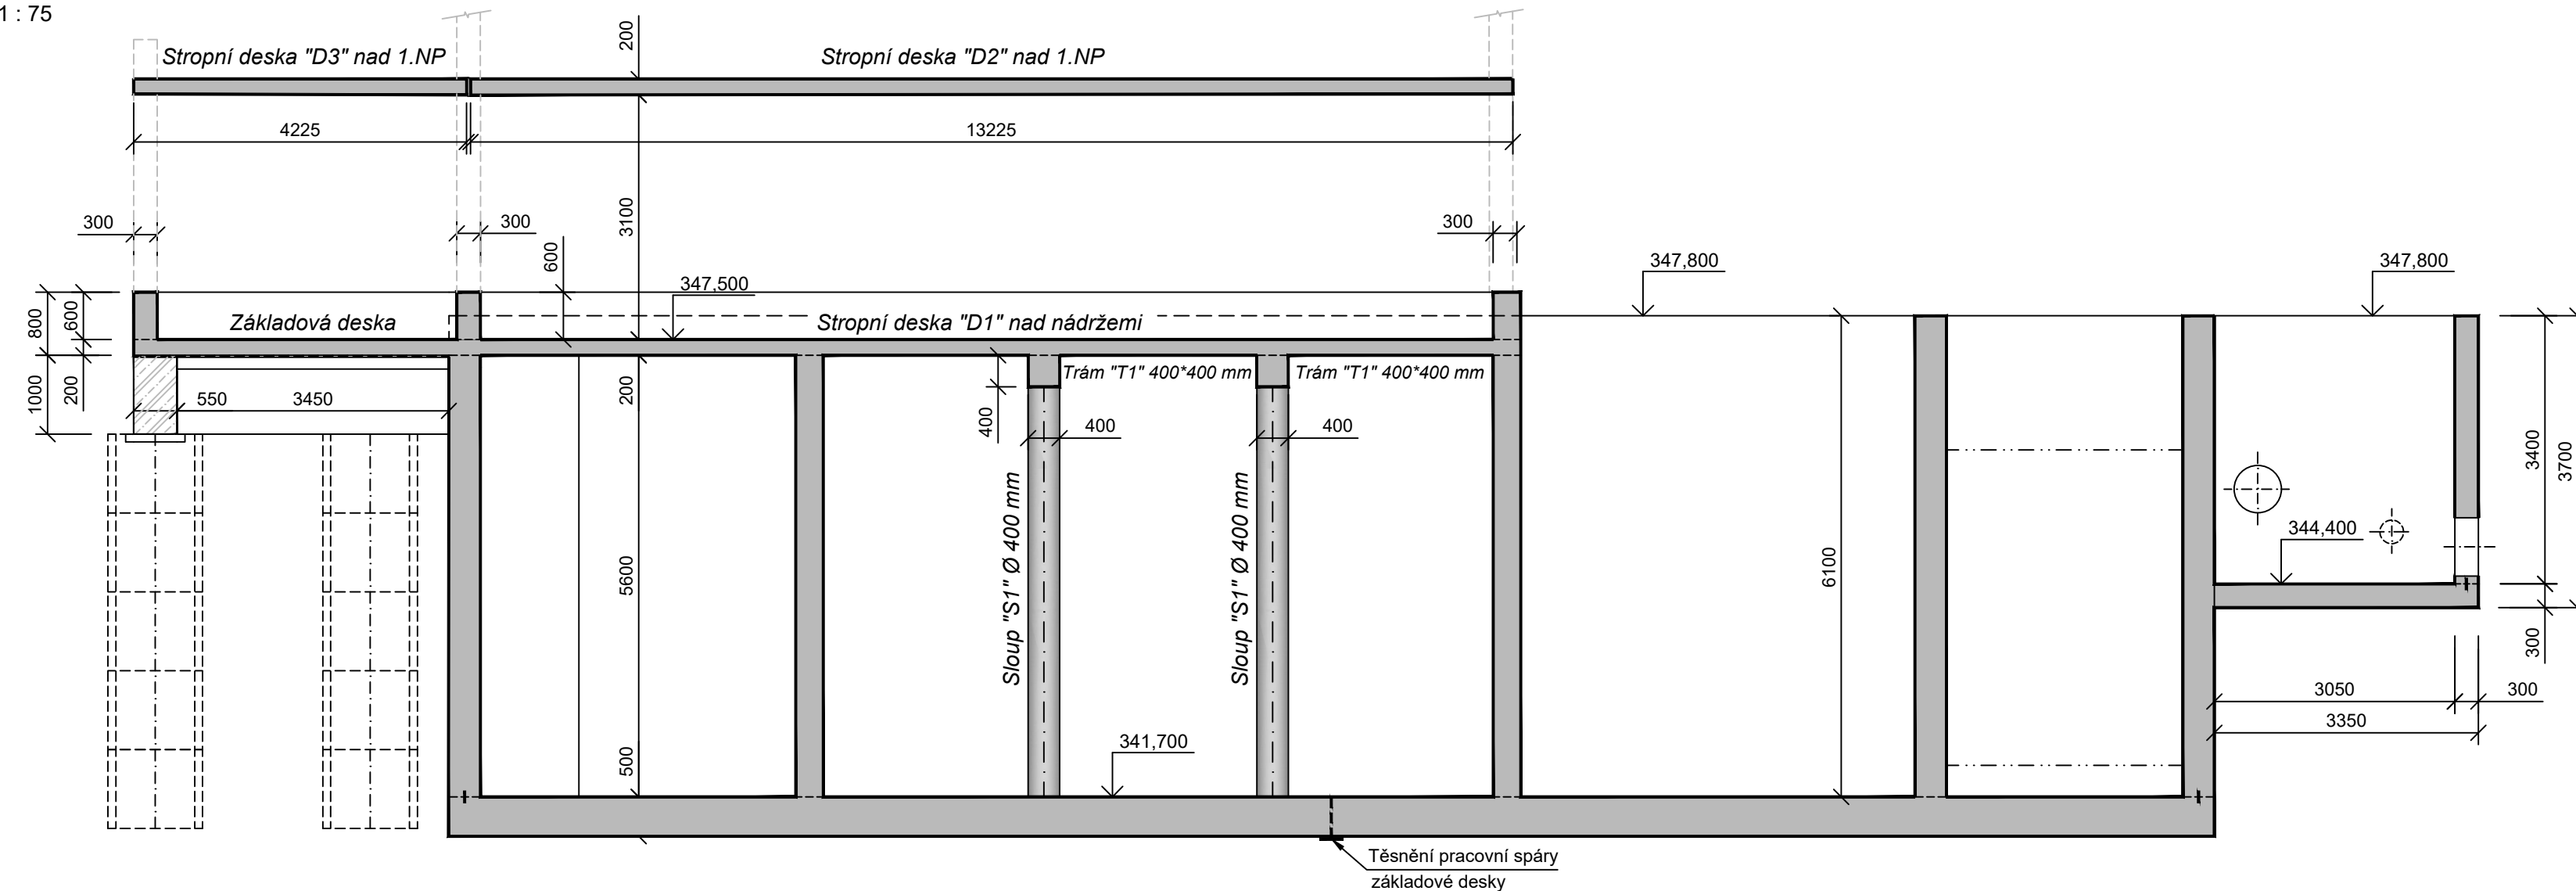 1 : 75
Stropní deska "D3" nad 1.NP
200
Stropní deska "D2" nad 1.NP
4225
13225
300
300
600
3100
300
347,500
347,800
347,800
800
600
Základová deska
Stropní deska "D1" nad nádržemi
1000
200
550
3450
200
400
Trám "T1" 400*400 mm
Trám "T1" 400*400 mm
400
400
3400
3700
Sloup "S1" Ø 400 mm
Sloup "S1" Ø 400 mm
5600
6100
344,400
300
3050
300
3350
341,700
500
Těsnění pracovní spáry
základové desky